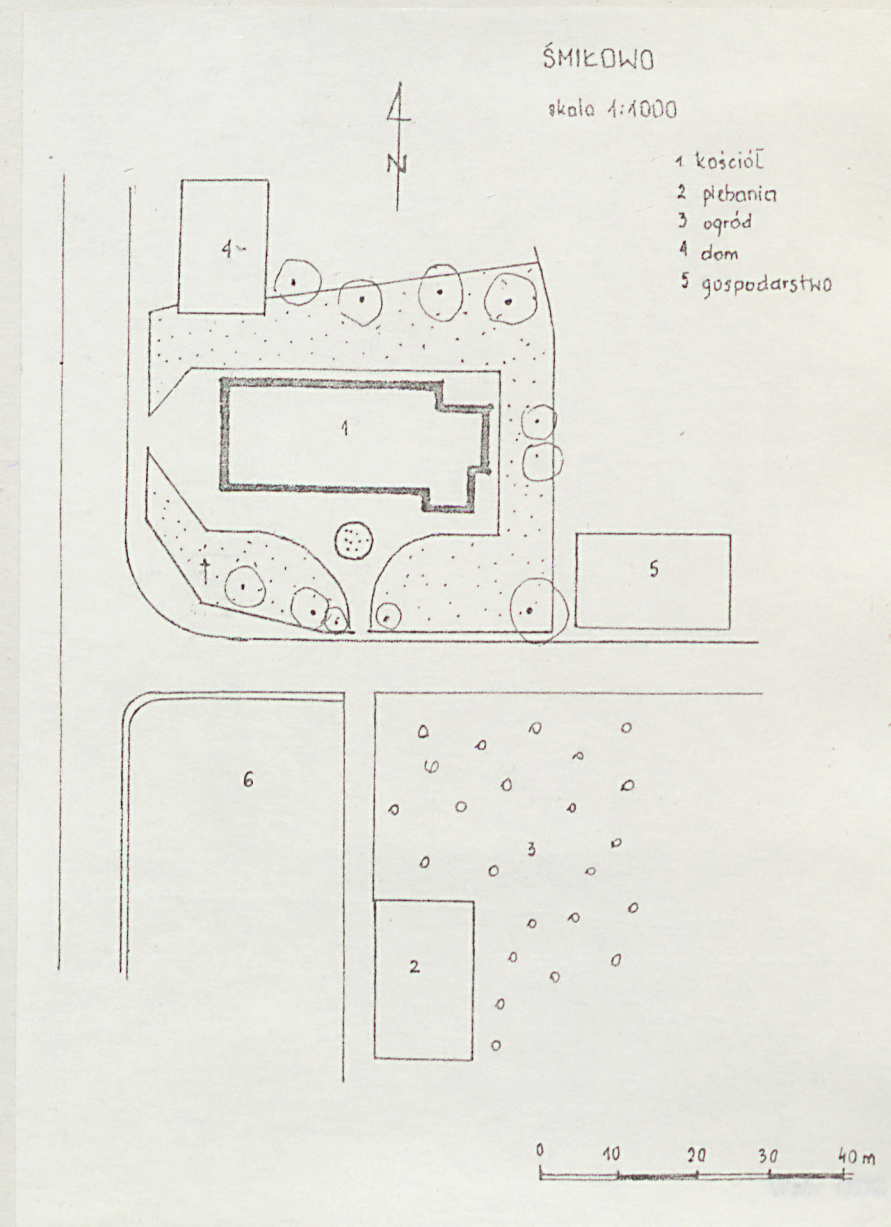 ŚMIŁOWO
skala 1:1000
N
1 kościół
2 plebania
3 ogród
4 dom
5 gospodarstwo
4
1
5
6
3
2
0 10 20 30 40 m